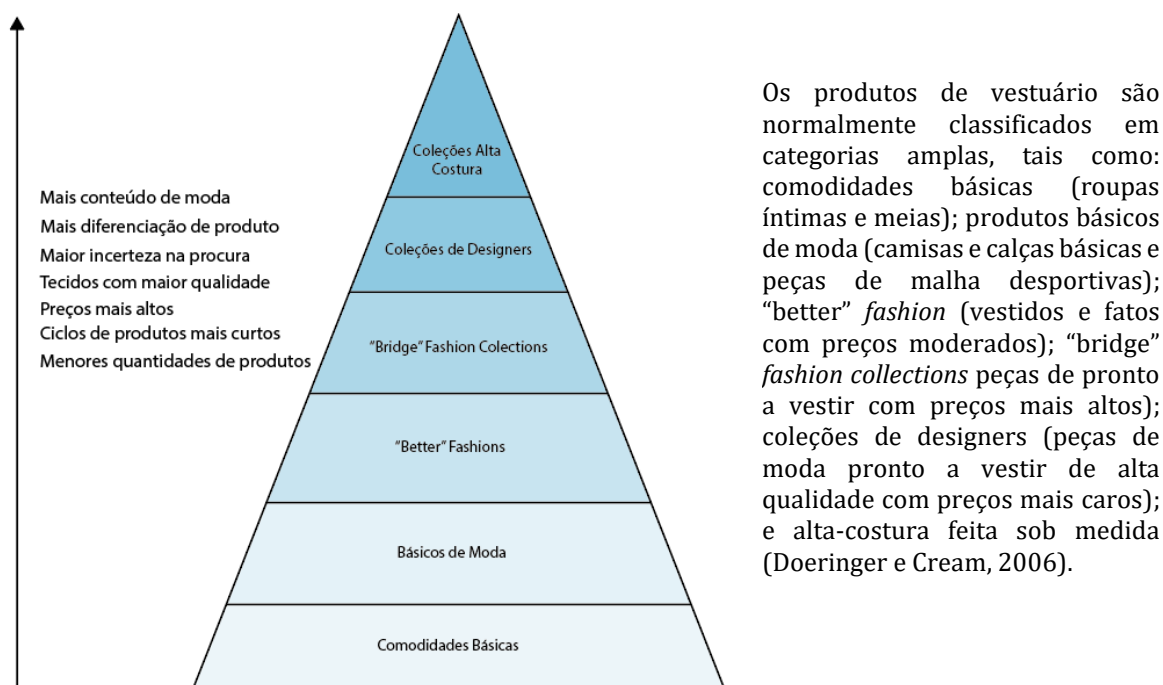 Mais conteúdo de moda
Mais diferenciação de produto
Maior incerteza na procura
Tecidos com maior qualidade
Preços mais altos
Ciclos de produtos mais curtos
Menores quantidades de produtos
Coleções Alta
Costura
Coleções de Designers
"Bridge" Fashion Colections
"Better" Fashions
Básicos de Moda
Comodidades Básicas
Os produtos de vestuário são
normalmente classificados em
categorias amplas, tais como:
comodidades básicas (roupas
íntimas e meias); produtos básicos
de moda (camisas e calças básicas e
peças de malha desportivas);
“better” fashion (vestidos e fatos
com preços moderados); “bridge”
fashion collections peças de pronto
a vestir com preços mais altos);
coleções de designers (peças de
moda pronto a vestir de alta
qualidade com preços mais caros);
e alta-costura feita sob medida
(Doeringer e Cream, 2006).